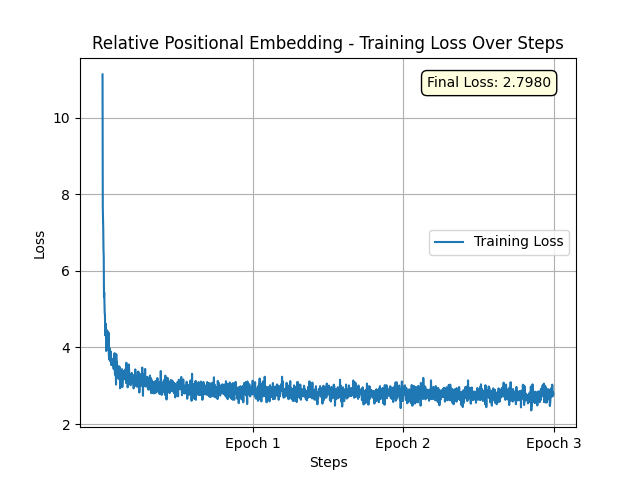 Relative Positional Embedding - Training Loss Over Steps
Final Loss: 2.7980
10
8
6
4
2
Loss
Training Loss
Epoch 1
Epoch 2
Epoch 3
Steps